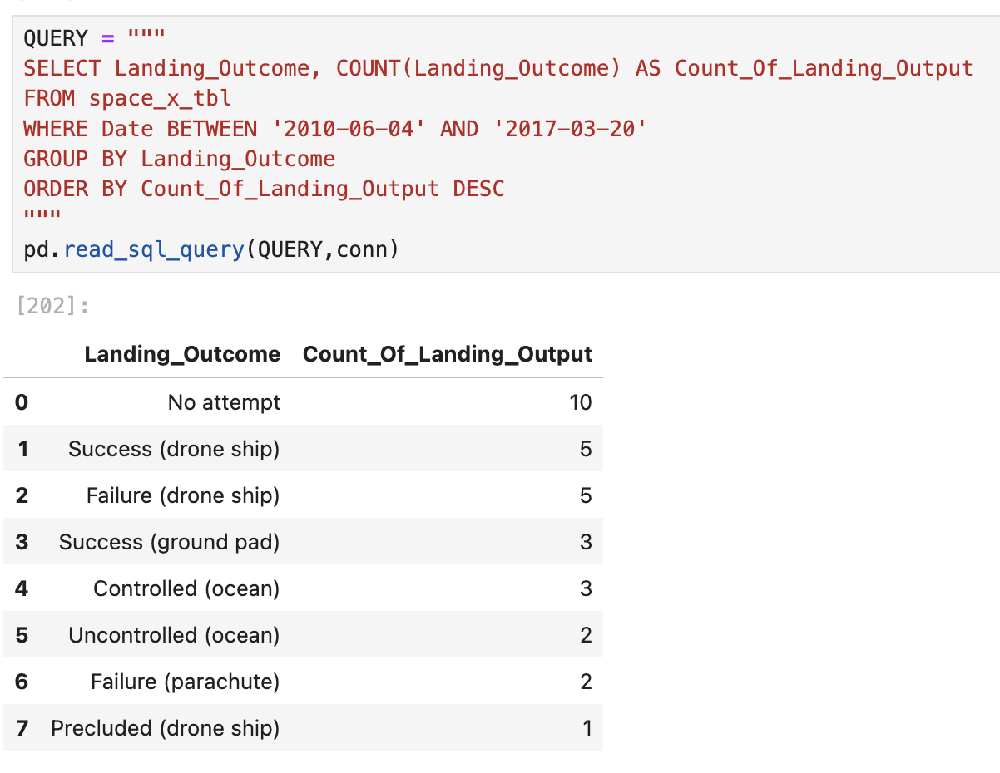 QUERY = """
SELECT Landing_Outcome, COUNT(Landing_Outcome) AS Count_Of_Landing_Output
FROM space_x_tbl
WHERE Date BETWEEN '2010-06-04' AND '2017-03-20'
GROUP BY Landing_Outcome
ORDER BY Count_Of_Landing_Output DESC
"""
pd.read_sql_query(QUERY,conn)
[202]:
Landing_Outcome Count_Of_Landing_Output
0 No attempt 10
1 Success (drone ship) 5
2 Failure (drone ship) 5
3 Success (ground pad) 3
4 Controlled (ocean) 3
5 Uncontrolled (ocean) 2
6 Failure (parachute) 2
7 Precluded (drone ship) 1